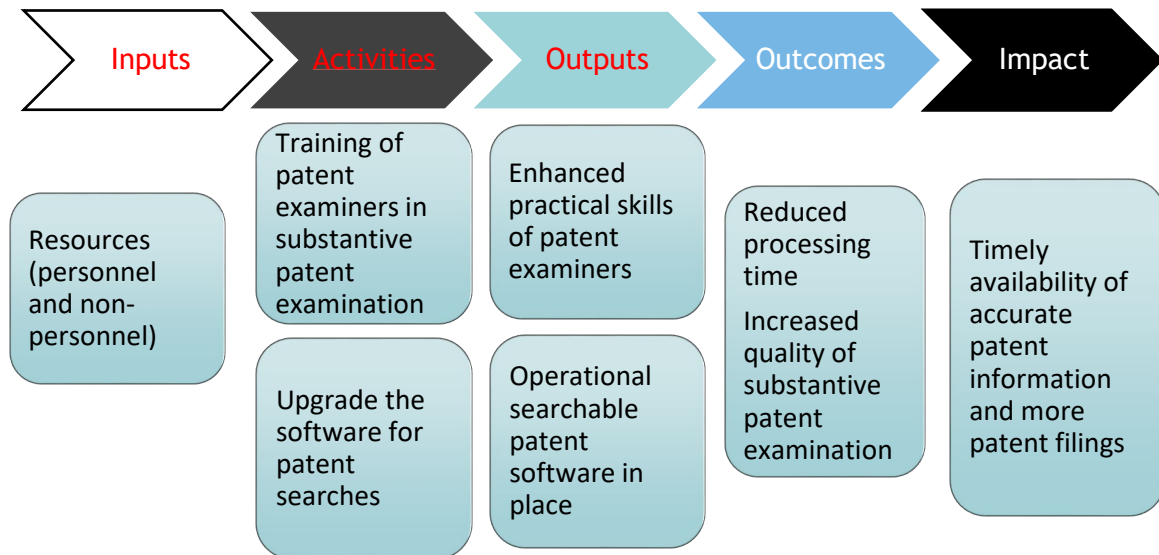 Inputs
Activities
Outputs
Outcomes
Impact
Resources
(personnel
and non-
personnel)
Training of
patent
examiners in
substantive
patent
examination
Upgrade the
software for
patent
searches
Enhanced
practical skills
of patent
examiners
Operational
searchable
patent
software in
place
Reduced
processing
time
Increased
quality of
substantive
patent
examination
Timely
availability of
accurate
patent
information
and more
patent filings